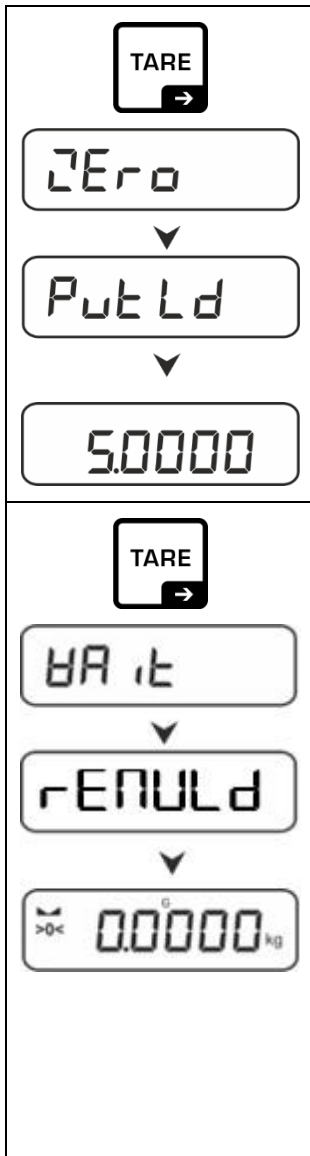 TARE
ZEro
PutLd
5.0000
TARE
WAit
rEMULd
>0< G 0.0000 kg